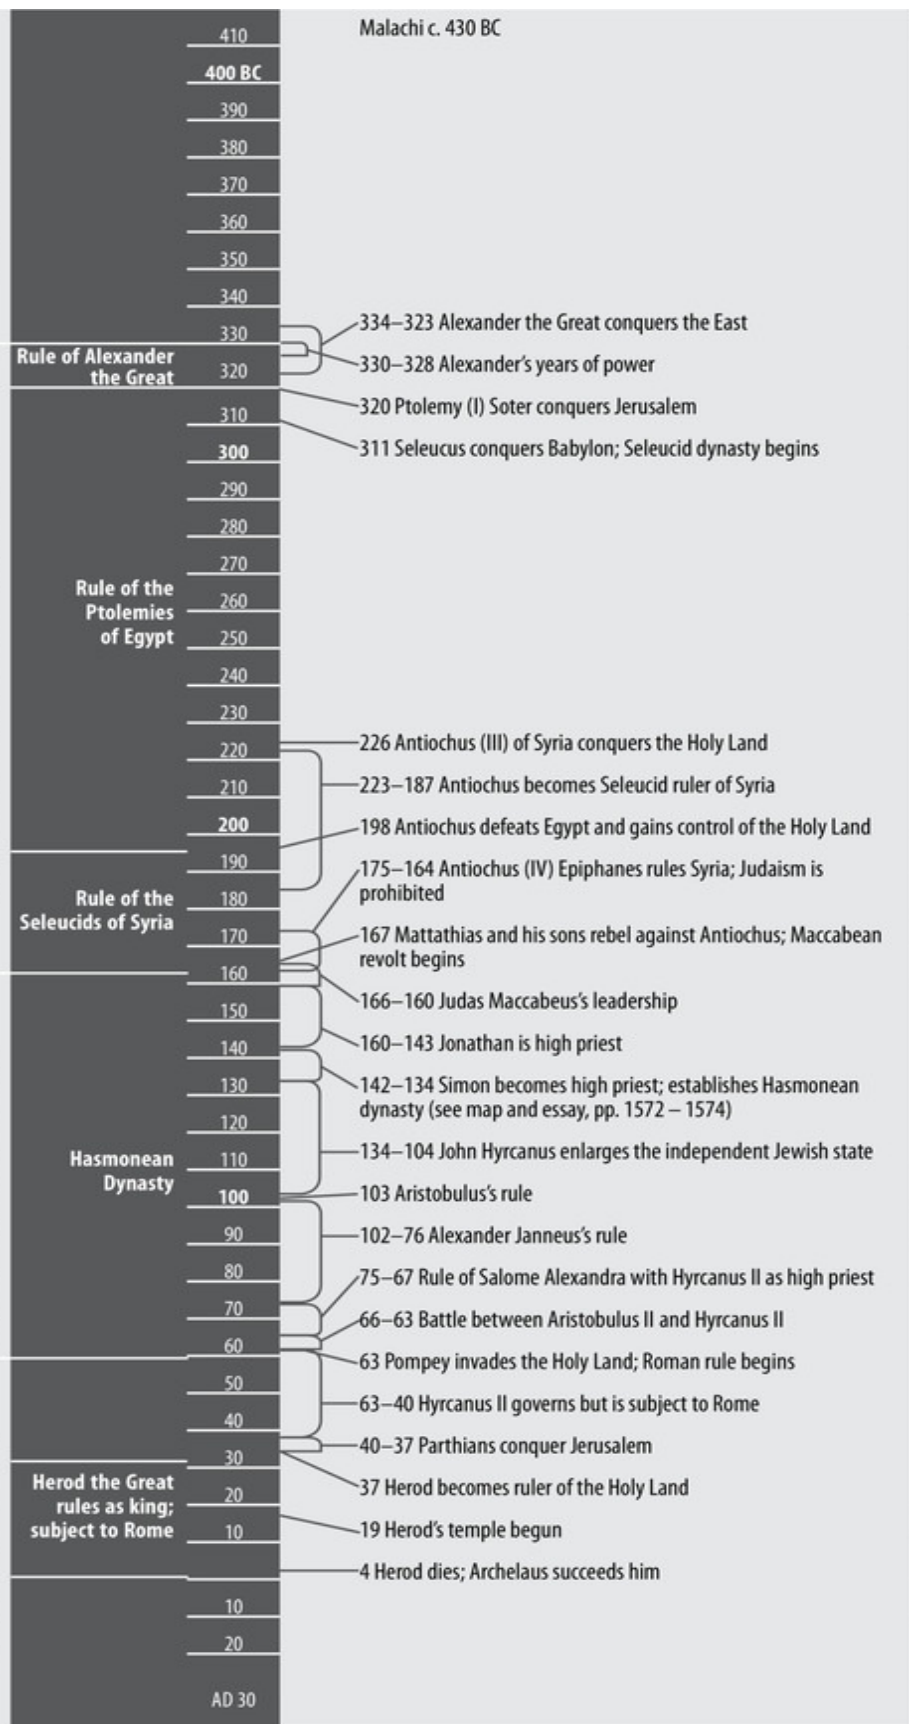 410
Malachi c. 430 BC
400 BC
390
380
370
360
350
340
330
334–323 Alexander the Great conquers the East
Rule of Alexander
the Great
320
330–328 Alexander's years of power
320 Ptolemy (I) Soter conquers Jerusalem
310
311 Seleucus conquers Babylon; Seleucid dynasty begins
300
290
280
270
Rule of the
Ptolemies
of Egypt
260
250
240
230
220
226 Antiochus (III) of Syria conquers the Holy Land
210
223–187 Antiochus becomes Seleucid ruler of Syria
200
198 Antiochus defeats Egypt and gains control of the Holy Land
190
175–164 Antiochus (IV) Epiphanes rules Syria; Judaism is
prohibited
Rule of the
Seleucids of Syria
180
170
167 Mattathias and his sons rebel against Antiochus; Maccabean
revolt begins
160
166–160 Judas Maccabeus's leadership
150
160–143 Jonathan is high priest
140
130
142–134 Simon becomes high priest; establishes Hasmonean
dynasty (see map and essay, pp. 1572 – 1574)
120
Hasmonean
Dynasty
110
134–104 John Hyrcanus enlarges the independent Jewish state
100
103 Aristobulus's rule
90
102–76 Alexander Janneus's rule
80
75–67 Rule of Salome Alexandra with Hyrcanus II as high priest
70
66–63 Battle between Aristobulus II and Hyrcanus II
60
63 Pompey invades the Holy Land; Roman rule begins
50
63–40 Hyrcanus II governs but is subject to Rome
40
40–37 Parthians conquer Jerusalem
30
37 Herod becomes ruler of the Holy Land
Herod the Great
rules as king;
subject to Rome
20
10
19 Herod's temple begun
4 Herod dies; Archelaus succeeds him
10
20
AD 30